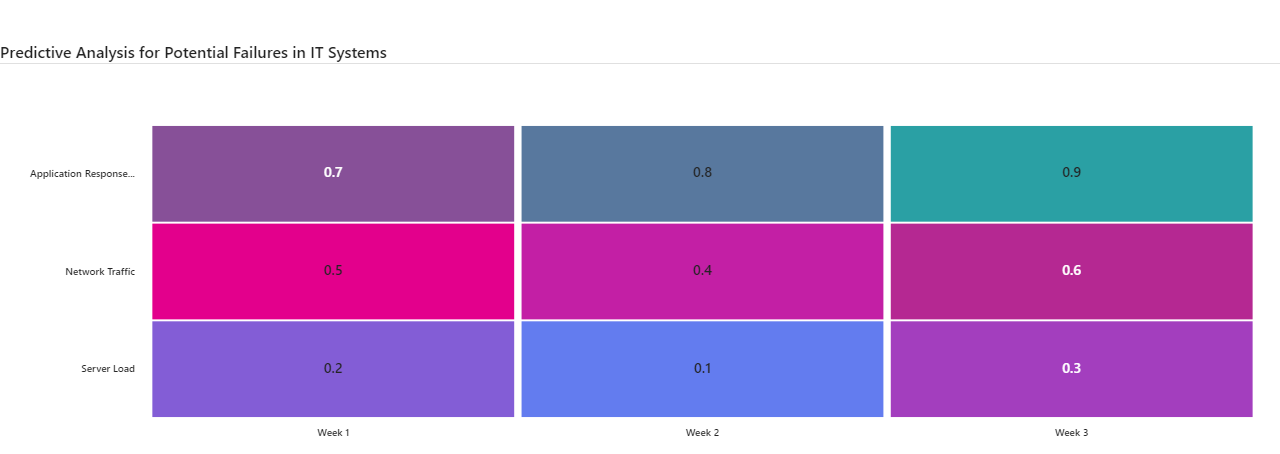 Predictive Analysis for Potential Failures in IT Systems
Application Response...
0.7
0.8
0.9
Network Traffic
0.5
0.4
0.6
Server Load
0.2
0.1
0.3
Week 1
Week 2
Week 3